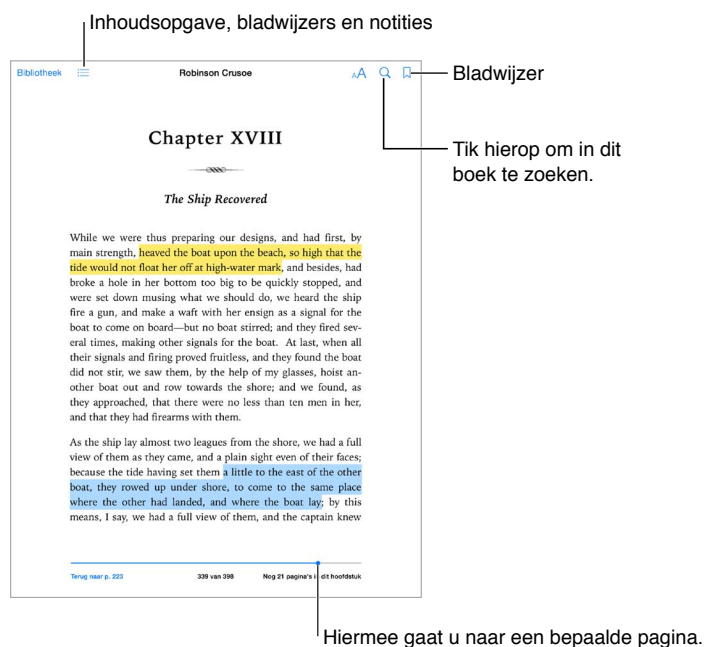 Inhoudsopgave, bladwijzers en notities
Bibliotheek
Robinson Crusoe
AA
Bladwijzer
Tik hierop om in dit
boek te zoeken.
Chapter XVIII
The Ship Recovered
While we were thus preparing our designs, and had first, by
main strength, heaved the boat upon the beach, so high that the
tide would not float her off at high-water mark, and besides, had
broke a hole in her bottom too big to be quickly stopped, and
were set down musing what we should do, we heard the ship
fire a gun, and make a waft with her ensign as a signal for the
boat to come on board—but no boat stirred; and they fired sev-
eral times, making other signals for the boat. At last, when all
their signals and firing proved fruitless, and they found the boat
did not stir, we saw them, by the help of my glasses, hoist an-
other boat out and row towards the shore; and we found, as
they approached, that there were no less than ten men in her,
and that they had firearms with them.
As the ship lay almost two leagues from the shore, we had a full
view of them as they came, and a plain sight even of their faces;
because the tide having set them a little to the east of the other
boat, they rowed up under shore, to come to the same place
where the other had landed, and where the boat lay; by this
means, I say, we had a full view of them, and the captain knew
Terug naar p. 223
339 van 398
Nog 21 pagina's in dit hoofdstuk
Hiermee gaat u naar een bepaalde pagina.